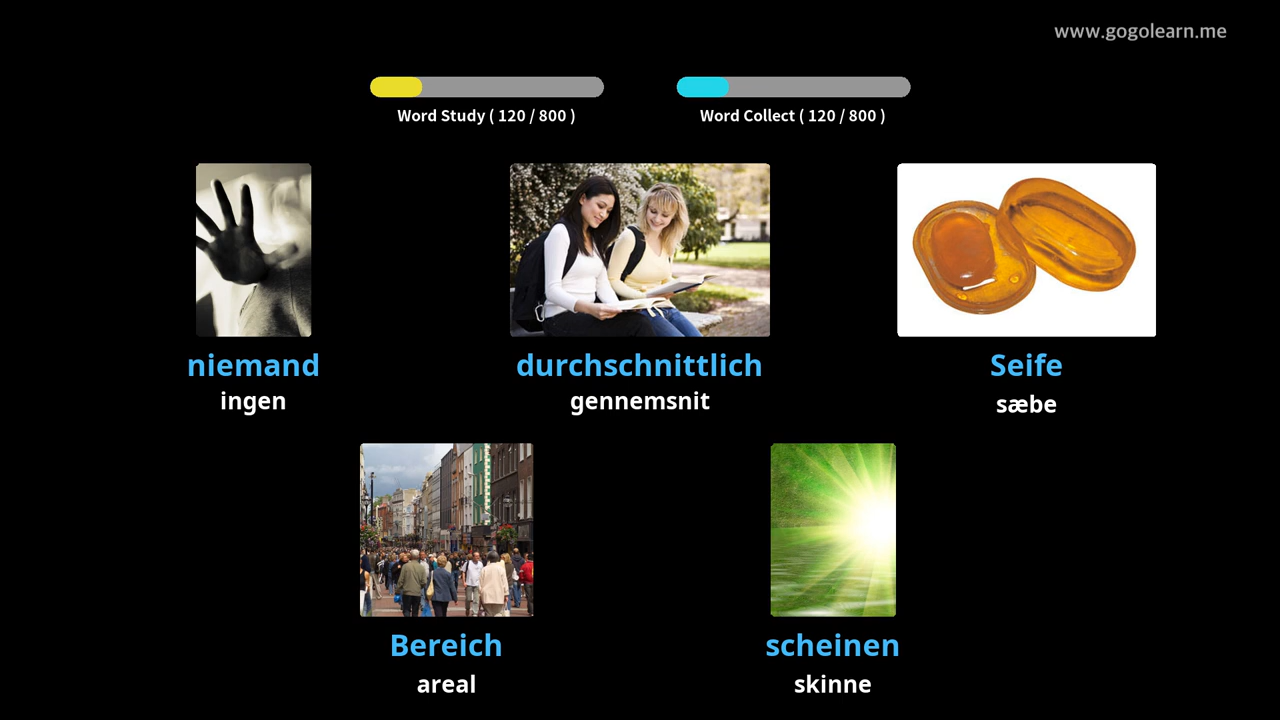 www.gogolearn.me
Word Study ( 120 / 800 )
Word Collect ( 120 / 800 )
niemand
ingen
durchschnittlich
gennemsnit
Seife
sæbe
Bereich
areal
scheinen
skinne